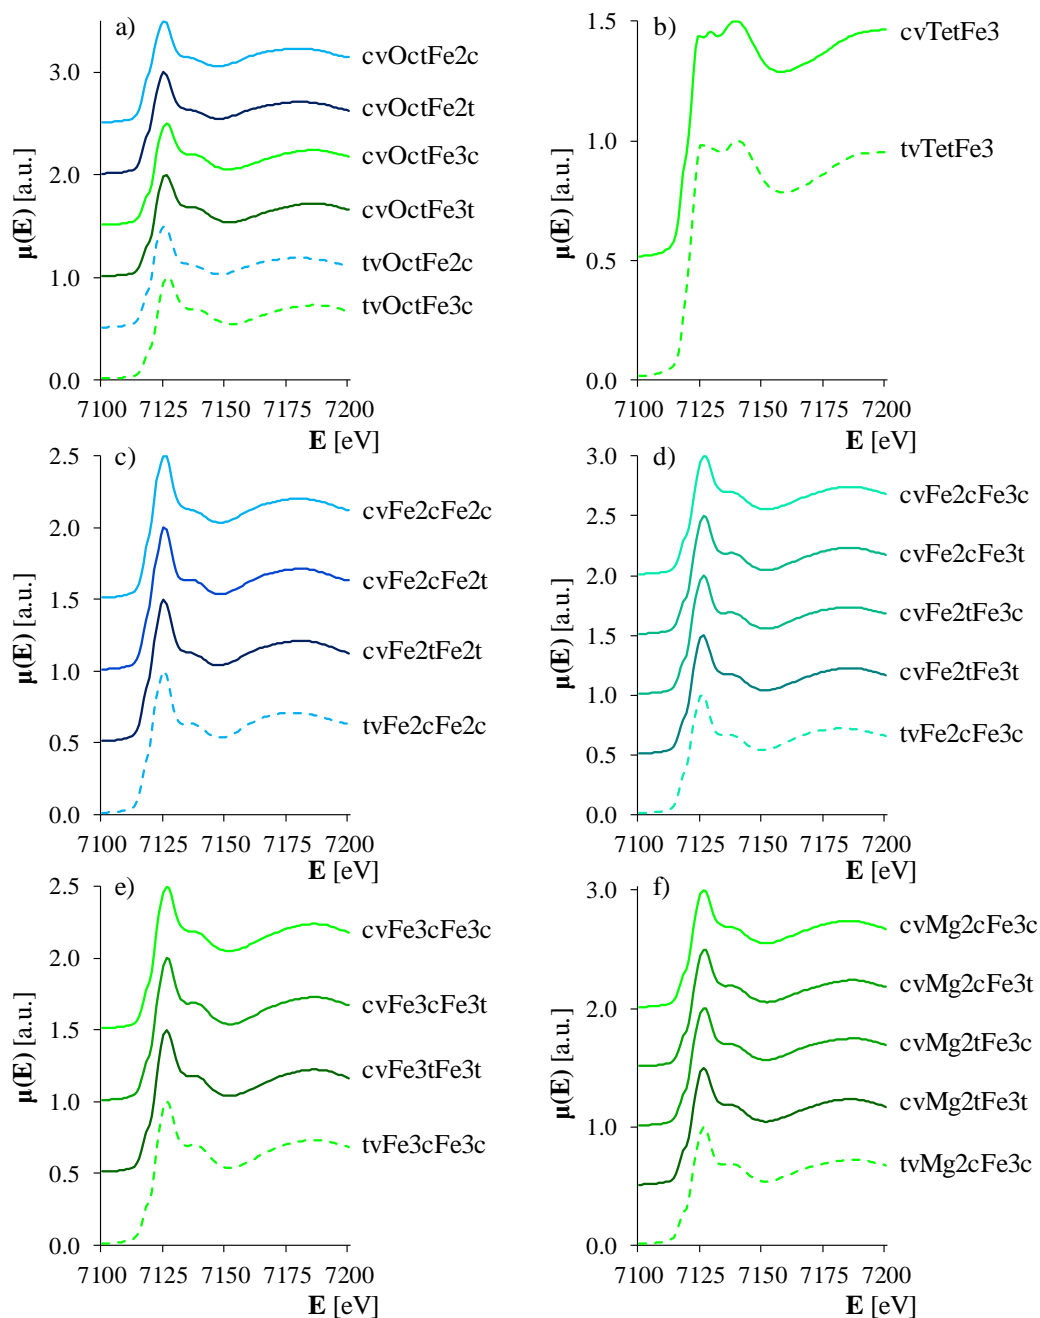 a)
3.0
2.0
1.0
0.0
μ(E) [a.u.]
cvOctFe2c
cvOctFe2t
cvOctFe3c
cvOctFe3t
tvOctFe2c
tvOctFe3c
7100 7125 7150 7175 7200
E [eV]
b)
1.5
1.0
0.5
0.0
μ(E) [a.u.]
cvTetFe3
tvTetFe3
7100 7125 7150 7175 7200
E [eV]
c)
2.5
2.0
1.5
1.0
0.5
0.0
μ(E) [a.u.]
cvFe2cFe2c
cvFe2cFe2t
cvFe2tFe2t
tvFe2cFe2c
7100 7125 7150 7175 7200
E [eV]
d)
3.0
2.5
2.0
1.5
1.0
0.5
0.0
μ(E) [a.u.]
cvFe2cFe3c
cvFe2cFe3t
cvFe2tFe3c
cvFe2tFe3t
tvFe2cFe3c
7100 7125 7150 7175 7200
E [eV]
e)
2.5
2.0
1.5
1.0
0.5
0.0
μ(E) [a.u.]
cvFe3cFe3c
cvFe3cFe3t
cvFe3tFe3t
tvFe3cFe3c
7100 7125 7150 7175 7200
E [eV]
f)
3.0
2.0
1.0
0.0
μ(E) [a.u.]
cvMg2cFe3c
cvMg2cFe3t
cvMg2tFe3c
cvMg2tFe3t
tvMg2cFe3c
7100 7125 7150 7175 7200
E [eV]